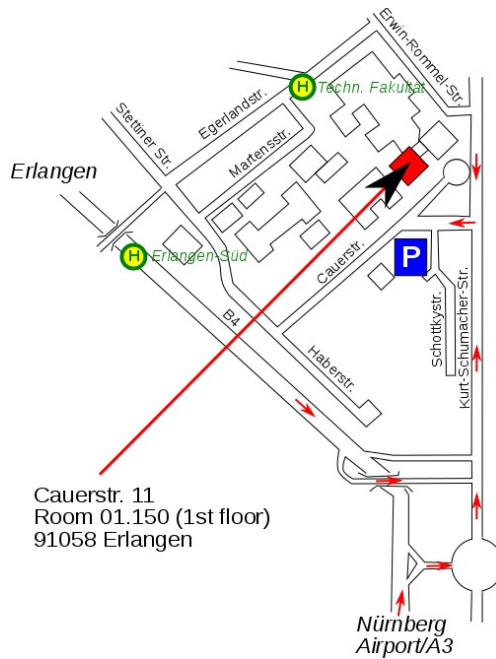 Erwin-Rommel-Str.
H
Techn. Fakultät
Egerlandstr.
Stettiner Str.
Martensstr.
Erlangen
H
Erlangen-Süd
Cauerstr.
P
Schottkystr.
Kurt-Schumacher-Str.
B4
Haberstr.
Cauerstr. 11
Room 01.150 (1st floor)
91058 Erlangen
Nürnberg
Airport/A3